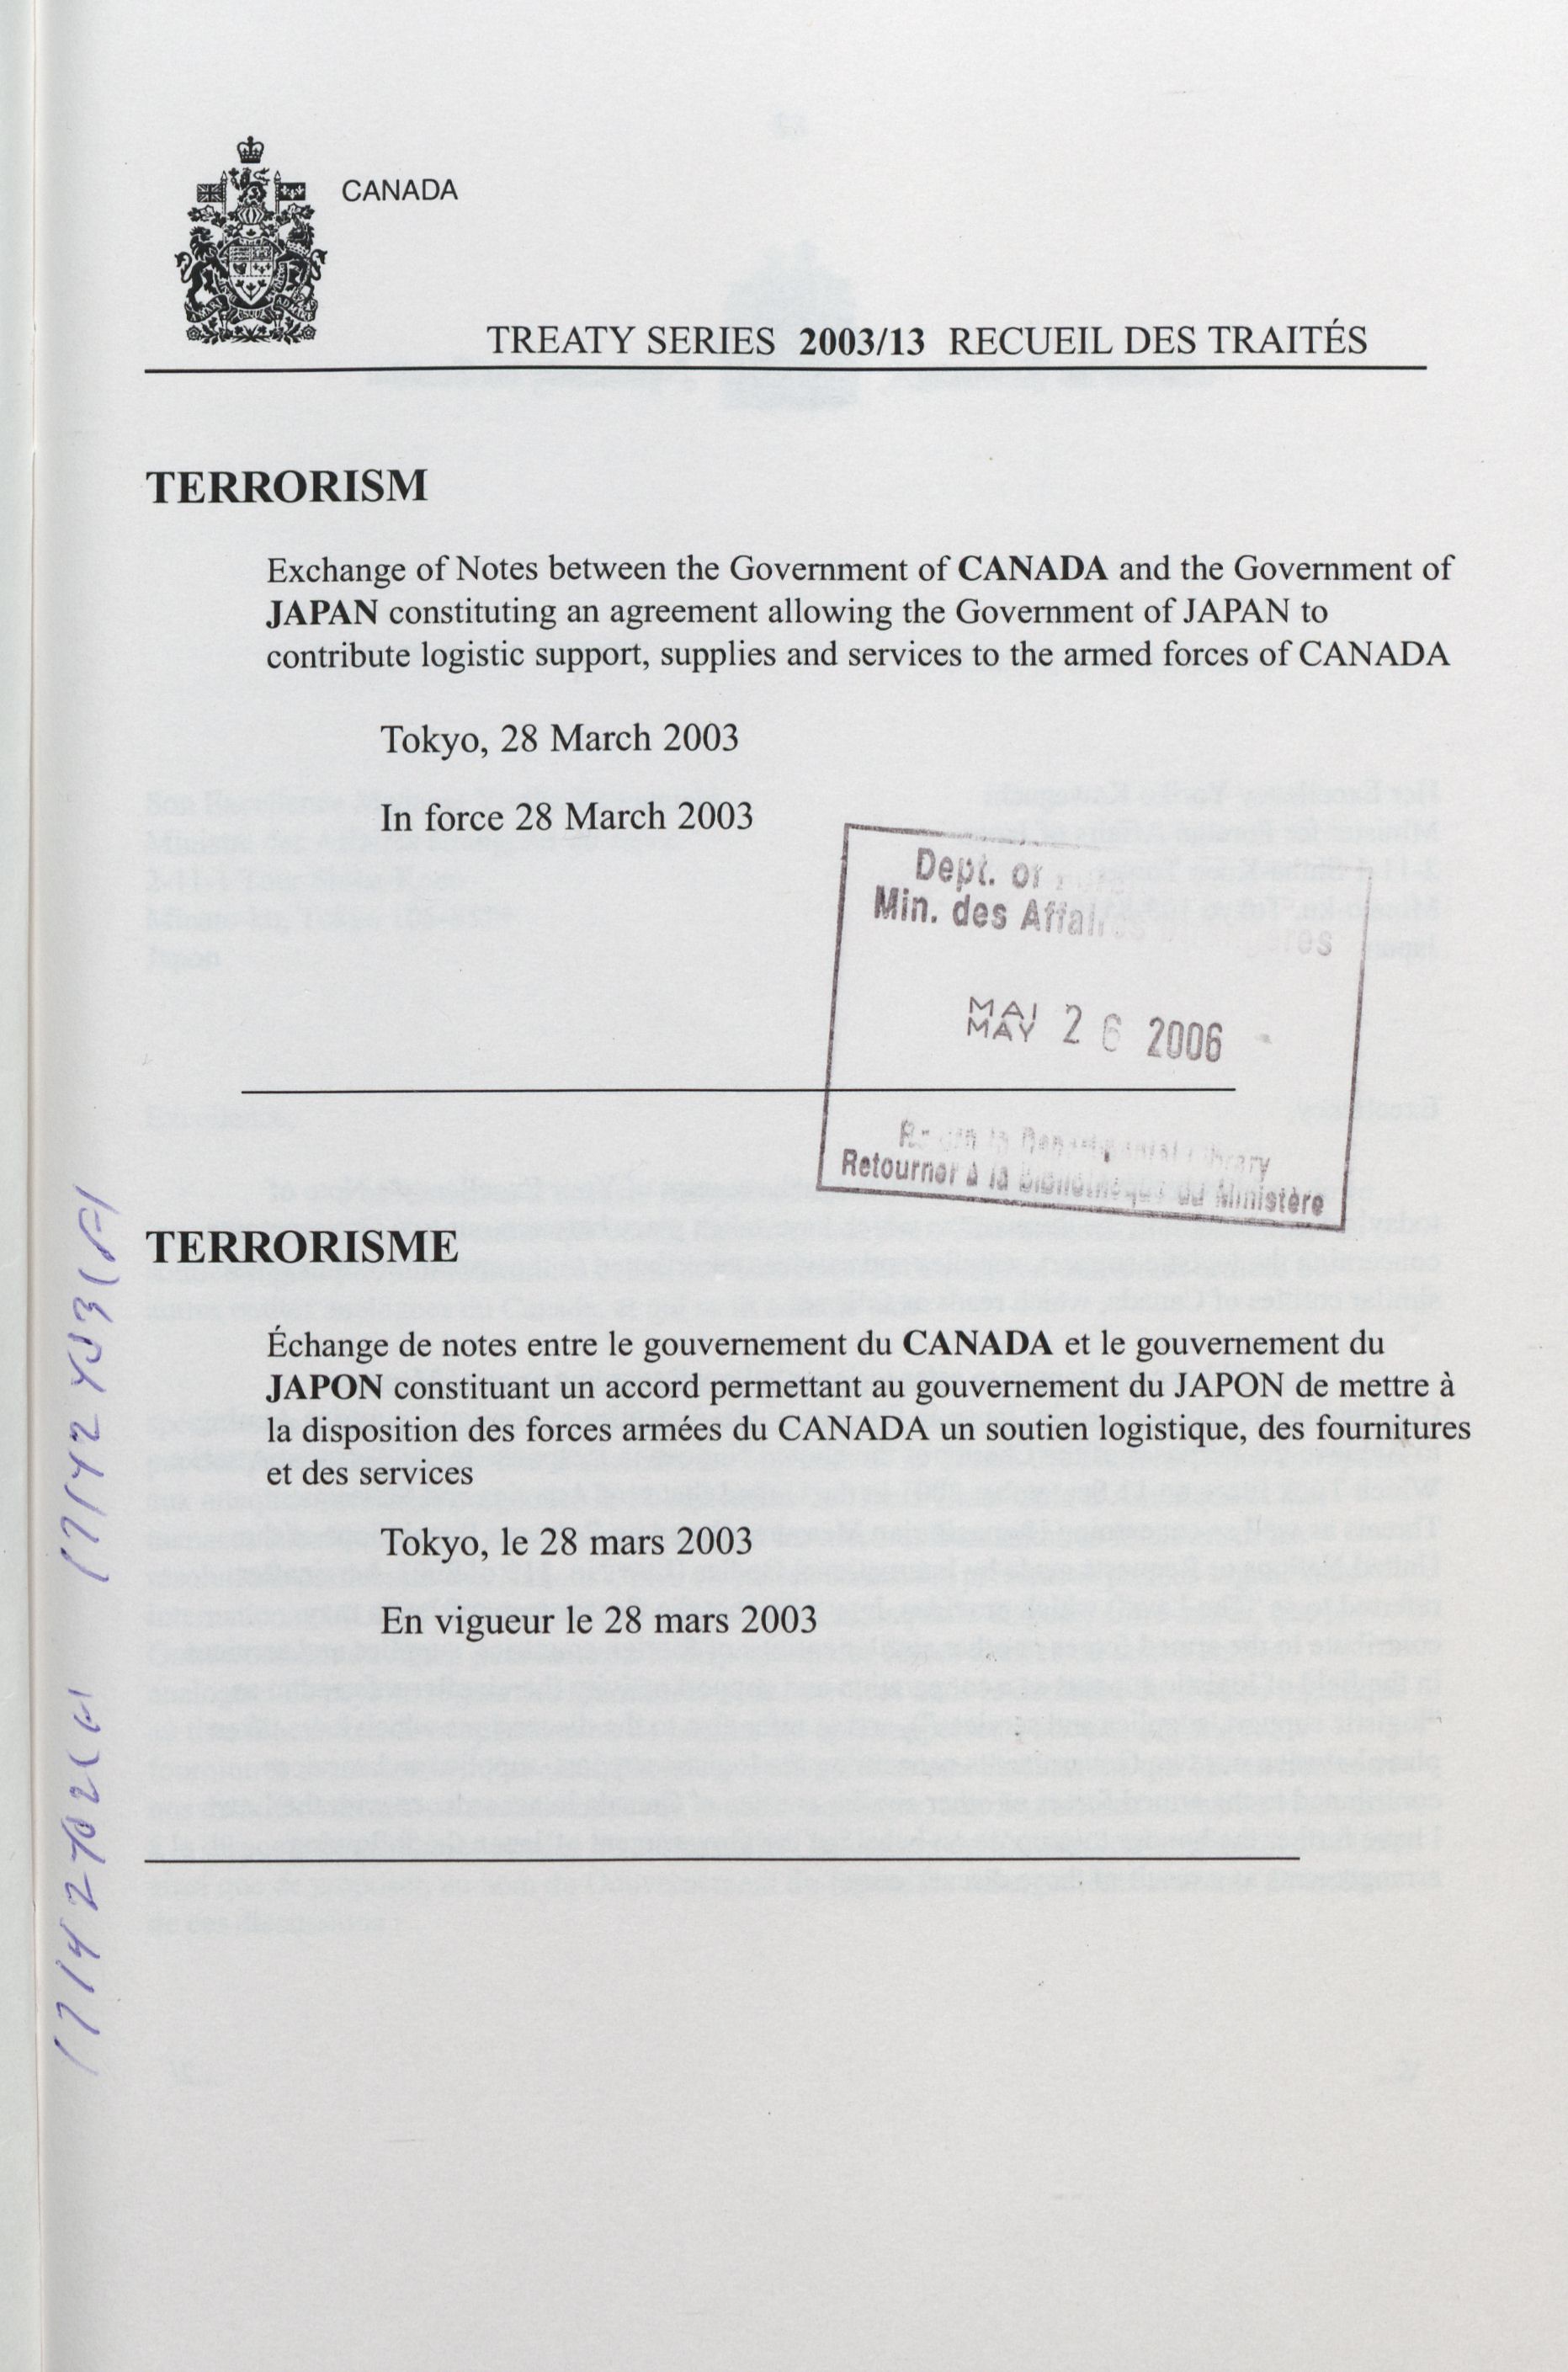 CANADA
TREATY SERIES 2003/13 RECUEIL DES TRAITÉS
TERRORISM
Exchange of Notes between the Government of CANADA and the Government of
JAPAN constituting an agreement allowing the Government of JAPAN to
contribute logistic support, supplies and services to the armed forces of CANADA
Tokyo, 28 March 2003
In force 28 March 2003
Dept. of
Min. des Affaires
MAI
MAY 26 2006
Return to Departmental Library
Retourner à la Bibliothèque du Ministère
TERRORISME
Échange de notes entre le gouvernement du CANADA et le gouvernement du
JAPON constituant un accord permettant au gouvernement du JAPON de mettre à
la disposition des forces armées du CANADA un soutien logistique, des fournitures
et des services
Tokyo, le 28 mars 2003
En vigueur le 28 mars 2003